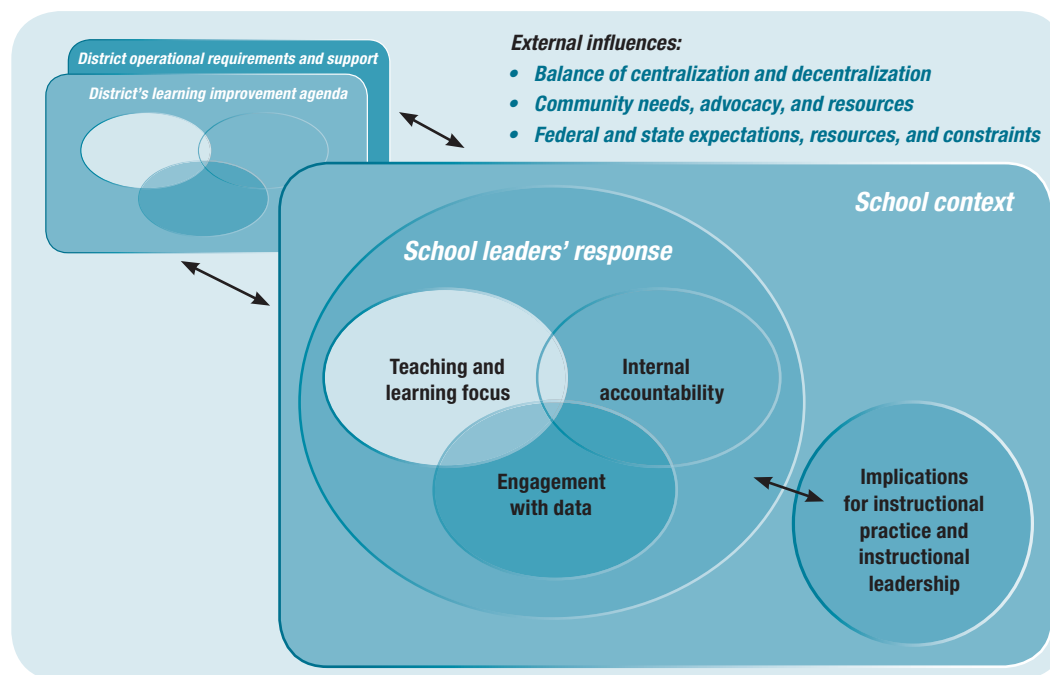 District operational requirements and support
District's learning improvement agenda
External influences:
• Balance of centralization and decentralization
• Community needs, advocacy, and resources
• Federal and state expectations, resources, and constraints
School context
School leaders' response
Teaching and
learning focus
Internal
accountability
Engagement
with data
Implications
for instructional
practice and
instructional
leadership